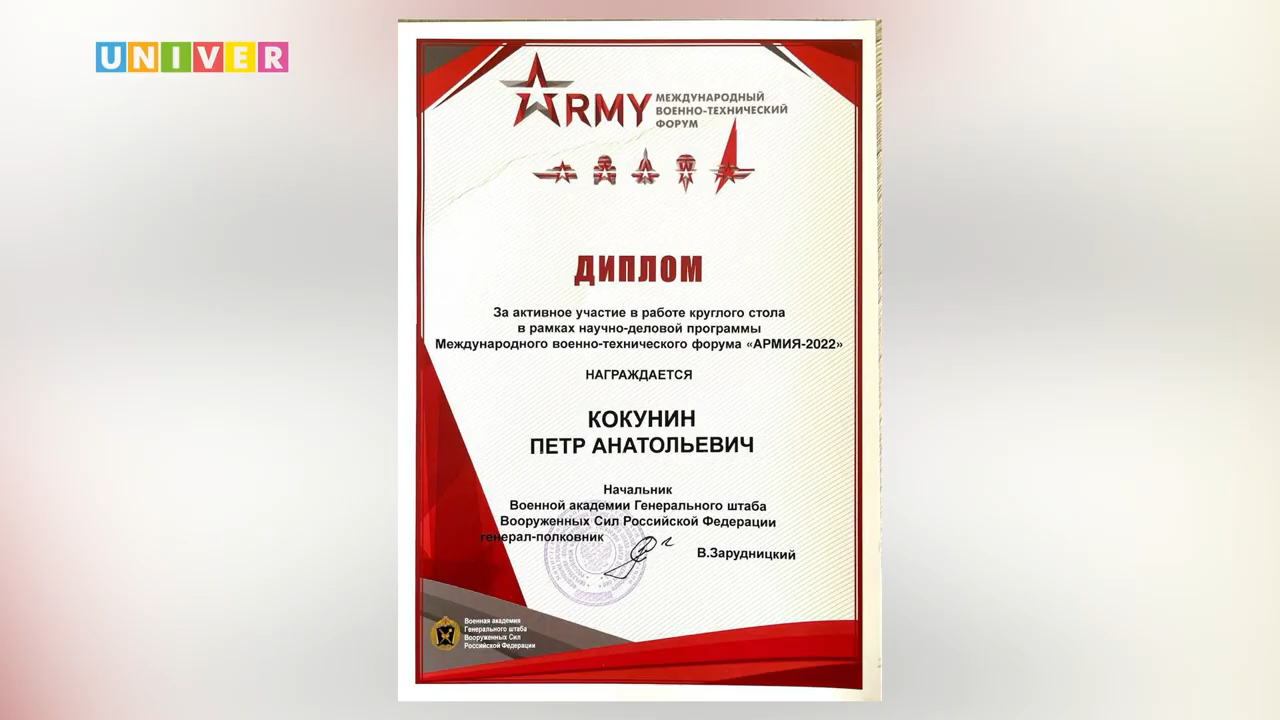 UNIVER
ARMY
МЕЖДУНАРОДНЫЙ
ВОЕННО-ТЕХНИЧЕСКИЙ
ФОРУМ
ДИПЛОМ
За активное участие в работе круглого стола
в рамках научно-деловой программы
Международного военно-технического форума «АРМИЯ-2022»
НАГРАЖДАЕТСЯ
КОКУНИН
ПЕТР АНАТОЛЬЕВИЧ
Начальник
Военной академии Генерального штаба
Вооруженных Сил Российской Федерации
генерал-полковник
В.Зарудницкий
Военная академия
Генерального штаба
Вооруженных Сил
Российской Федерации